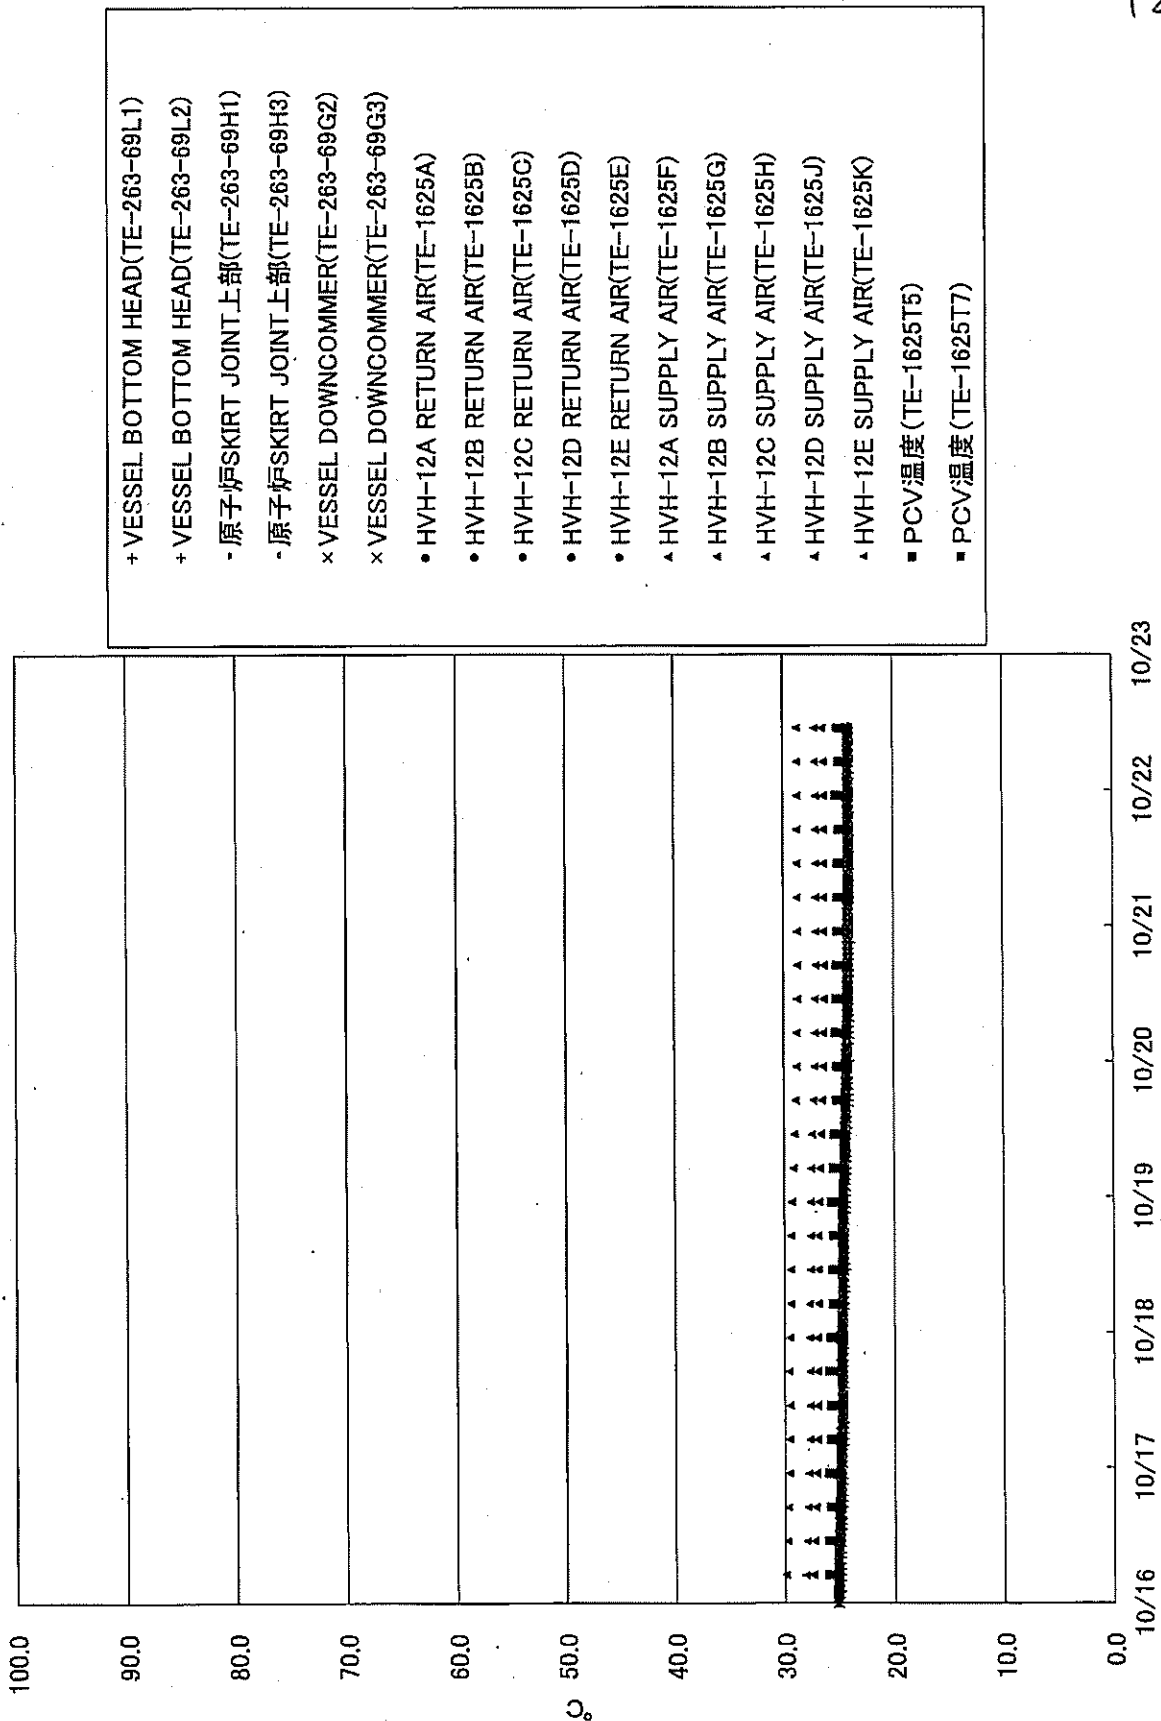 100.0
90.0
80.0
70.0
60.0
50.0
40.0
30.0
20.0
10.0
0.0
℃
10/16
10/17
10/18
10/19
10/20
10/21
10/22
10/23
+ VESSEL BOTTOM HEAD(TE-263-69L1)
+ VESSEL BOTTOM HEAD(TE-263-69L2)
- 原子炉SKIRT JOINT上部(TE-263-69H1)
- 原子炉SKIRT JOINT上部(TE-263-69H3)
× VESSEL DOWNCOMMER(TE-263-69G2)
× VESSEL DOWNCOMMER(TE-263-69G3)
● HVH-12A RETURN AIR(TE-1625A)
● HVH-12B RETURN AIR(TE-1625B)
● HVH-12C RETURN AIR(TE-1625C)
● HVH-12D RETURN AIR(TE-1625D)
● HVH-12E RETURN AIR(TE-1625E)
▲ HVH-12A SUPPLY AIR(TE-1625F)
▲ HVH-12B SUPPLY AIR(TE-1625G)
▲ HVH-12C SUPPLY AIR(TE-1625H)
▲ HVH-12D SUPPLY AIR(TE-1625J)
▲ HVH-12E SUPPLY AIR(TE-1625K)
■ PCV温度(TE-1625T5)
■ PCV温度(TE-1625T7)